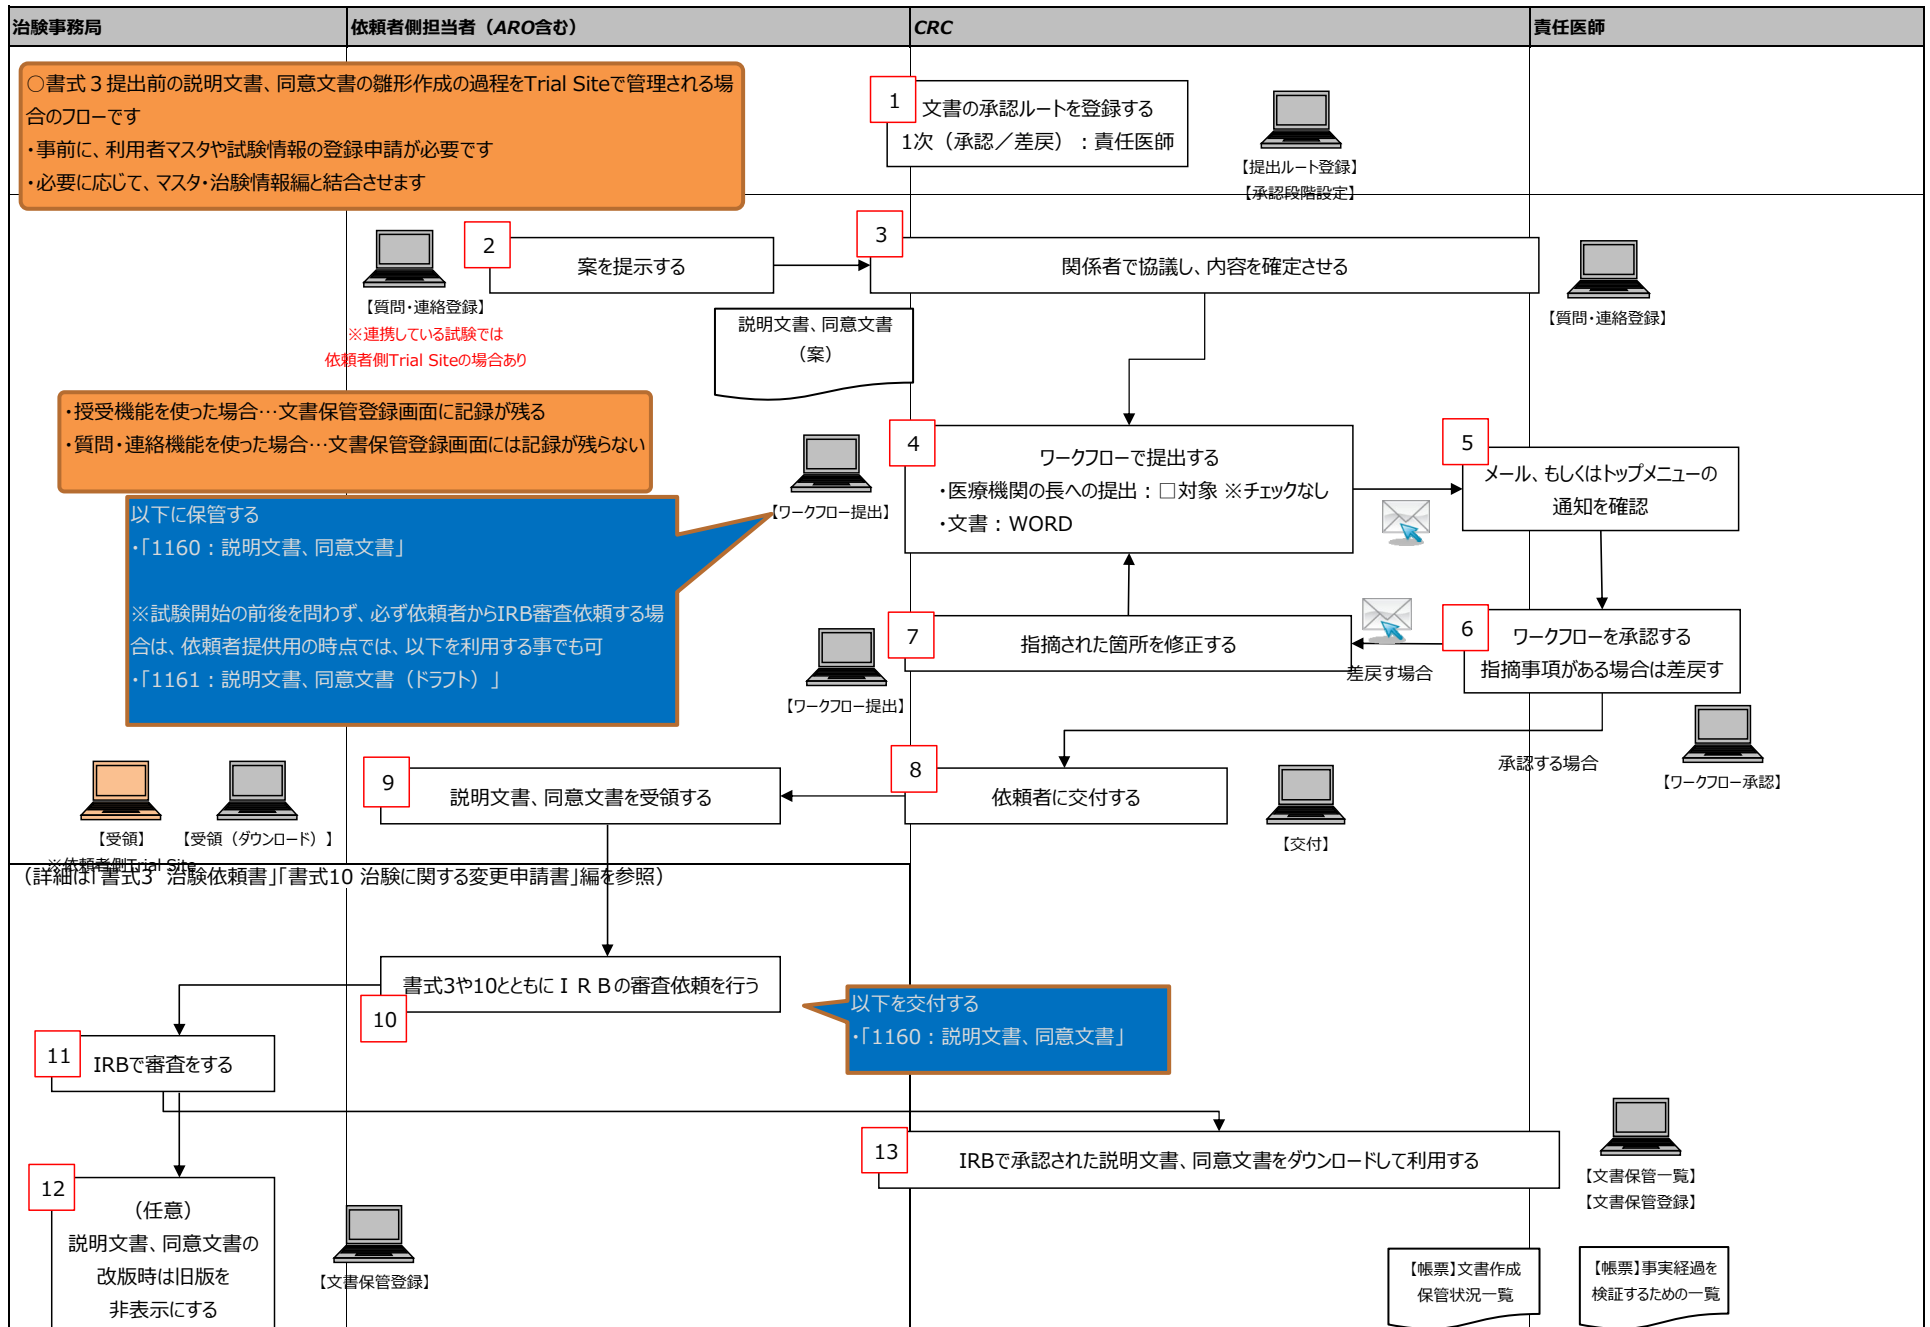 治験事務局
依頼者側担当者（ARO含む）
CRC
責任医師
○書式３提出前の説明文書、同意文書の雛形作成の過程をTrial Siteで管理される場
合のフローです
・事前に、利用者マスタや試験情報の登録申請が必要です
・必要に応じて、マスタ・治験情報編と結合させます
1
文書の承認ルートを登録する
1次（承認／差戻）：責任医師
【提出ルート登録】
【承認段階設定】
2
案を提示する
【質問・連絡登録】
※連携している試験では
依頼者側Trial Siteの場合あり
3
関係者で協議し、内容を確定させる
【質問・連絡登録】
説明文書、同意文書
（案）
・授受機能を使った場合…文書保管登録画面に記録が残る
・質問・連絡機能を使った場合…文書保管登録画面には記録が残らない
以下に保管する
・「1160：説明文書、同意文書」
※試験開始の前後を問わず、必ず依頼者からIRB審査依頼する場
合は、依頼者提供用の時点では、以下を利用する事でも可
・「1161：説明文書、同意文書（ドラフト）」
【ワークフロー提出】
4
ワークフローで提出する
・医療機関の長への提出：□対象 ※チェックなし
・文書：WORD
5
メール、もしくはトップメニューの
通知を確認
6
ワークフローを承認する
指摘事項がある場合は差戻す
差戻す場合
7
指摘された箇所を修正する
【ワークフロー提出】
承認する場合
【ワークフロー承認】
8
依頼者に交付する
【交付】
9
説明文書、同意文書を受領する
【受領】
【受領（ダウンロード）】
※依頼者側Trial Site
（詳細は「書式3 治験依頼書」「書式10 治験に関する変更申請書」編を参照）
書式3や10とともにＩＲＢの審査依頼を行う
10
以下を交付する
・「1160：説明文書、同意文書」
11
IRBで審査をする
13
IRBで承認された説明文書、同意文書をダウンロードして利用する
【文書保管一覧】
【文書保管登録】
12
（任意）
説明文書、同意文書の
改版時は旧版を
非表示にする
【文書保管登録】
【帳票】文書作成
保管状況一覧
【帳票】事実経過を
検証するための一覧